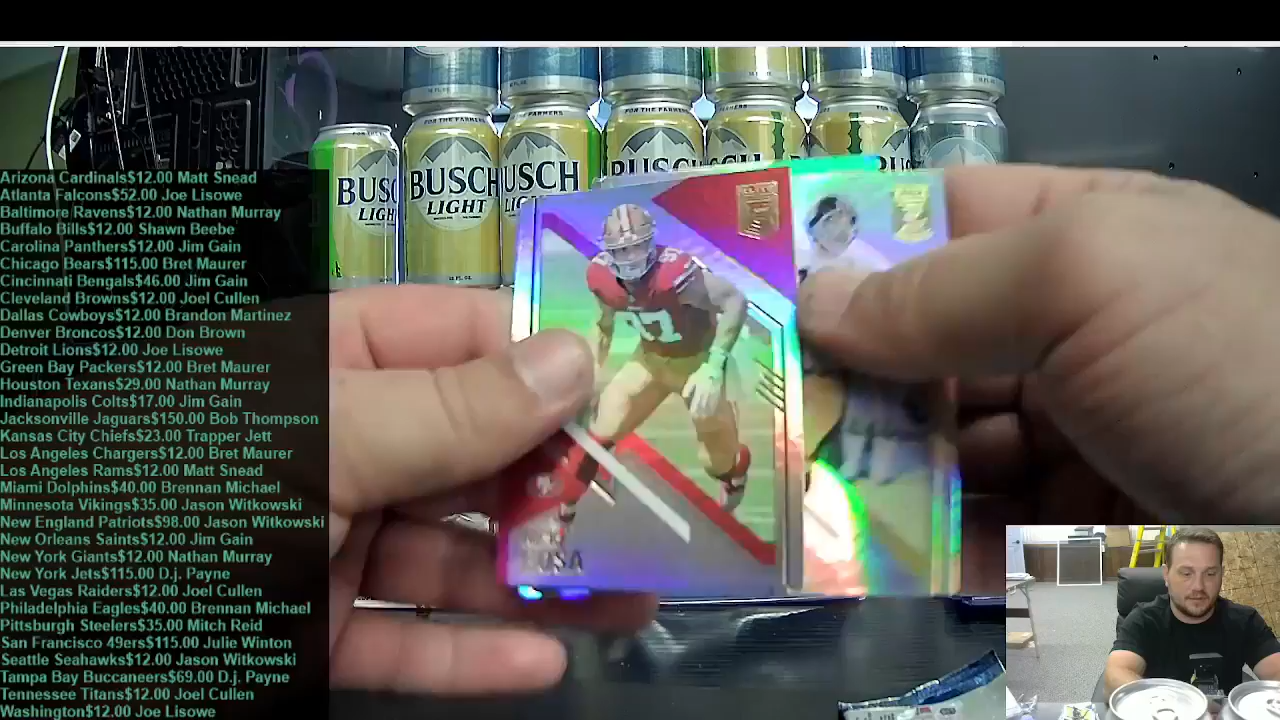 FOR THE FARMERS
BUSCH
LIGHT
BUSCH
LIGHT
BUSCH
LIGHT
BUSCH
97
BOSA
Arizona Cardinals$12.00 Matt Snead
Atlanta Falcons$52.00 Joe Lisowe
Baltimore Ravens$12.00 Nathan Murray
Buffalo Bills$12.00 Shawn Beebe
Carolina Panthers$12.00 Jim Gain
Chicago Bears$115.00 Bret Maurer
Cincinnati Bengals$46.00 Jim Gain
Cleveland Browns$12.00 Joel Cullen
Dallas Cowboys$12.00 Brandon Martinez
Denver Broncos$12.00 Don Brown
Detroit Lions$12.00 Joe Lisowe
Green Bay Packers$12.00 Bret Maurer
Houston Texans$29.00 Nathan Murray
Indianapolis Colts$17.00 Jim Gain
Jacksonville Jaguars$150.00 Bob Thompson
Kansas City Chiefs$23.00 Trapper Jett
Los Angeles Chargers$12.00 Bret Maurer
Los Angeles Rams$12.00 Matt Snead
Miami Dolphins$40.00 Brennan Michael
Minnesota Vikings$35.00 Jason Witkowski
New England Patriots$98.00 Jason Witkowski
New Orleans Saints$12.00 Jim Gain
New York Giants$12.00 Nathan Murray
New York Jets$115.00 D.j. Payne
Las Vegas Raiders$12.00 Joel Cullen
Philadelphia Eagles$40.00 Brennan Michael
Pittsburgh Steelers$35.00 Mitch Reid
San Francisco 49ers$115.00 Julie Winton
Seattle Seahawks$12.00 Jason Witkowski
Tampa Bay Buccaneers$69.00 D.j. Payne
Tennessee Titans$12.00 Joel Cullen
Washington$12.00 Joe Lisowe